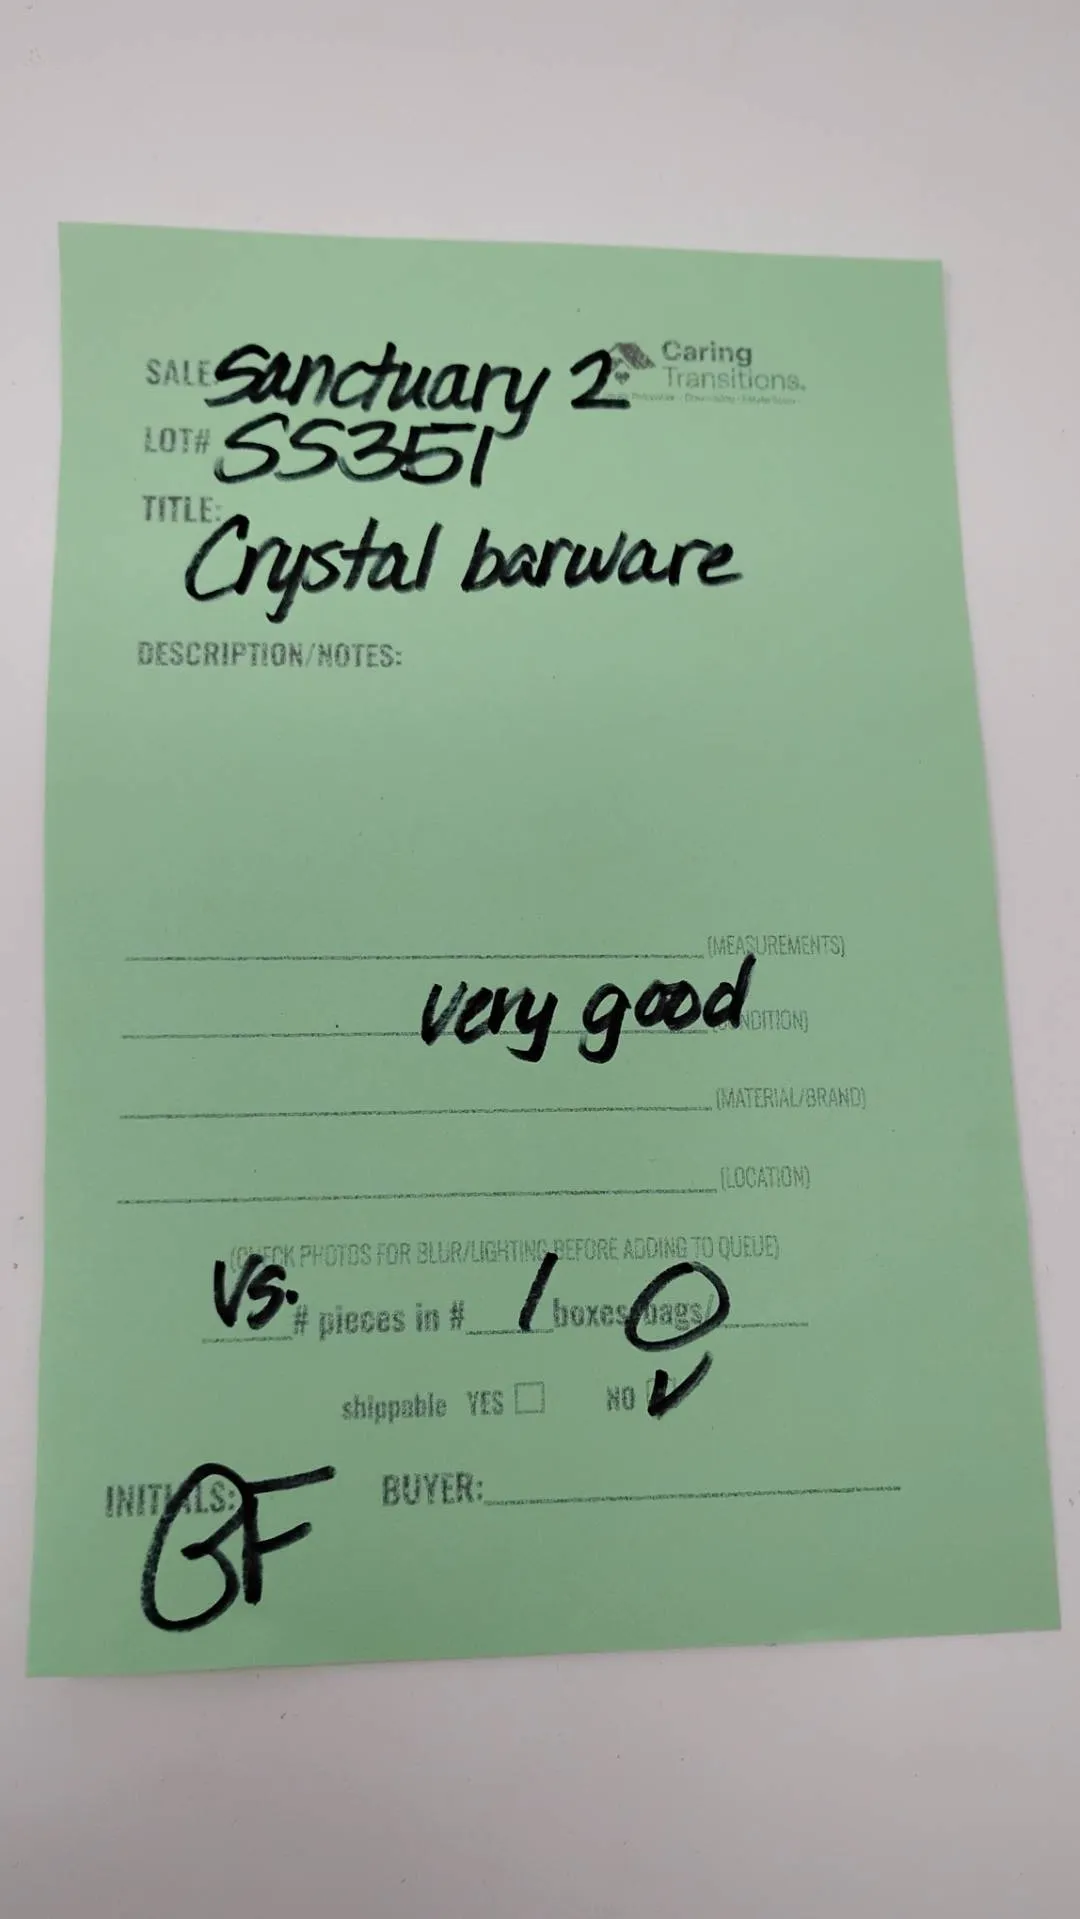 SALE: Sanctuary 2
Caring
Transitions.
LOT# SS351
TITLE:
Crystal barware
DESCRIPTION/NOTES:
(MEASUREMENTS)
very good (CONDITION)
(MATERIAL/BRAND)
(LOCATION)
(CHECK PHOTOS FOR BLUR/LIGHTING BEFORE ADDING TO QUEUE)
VS. # pieces in # 1 boxes/bags/
shippable YES NO
INITIALS: GF BUYER: